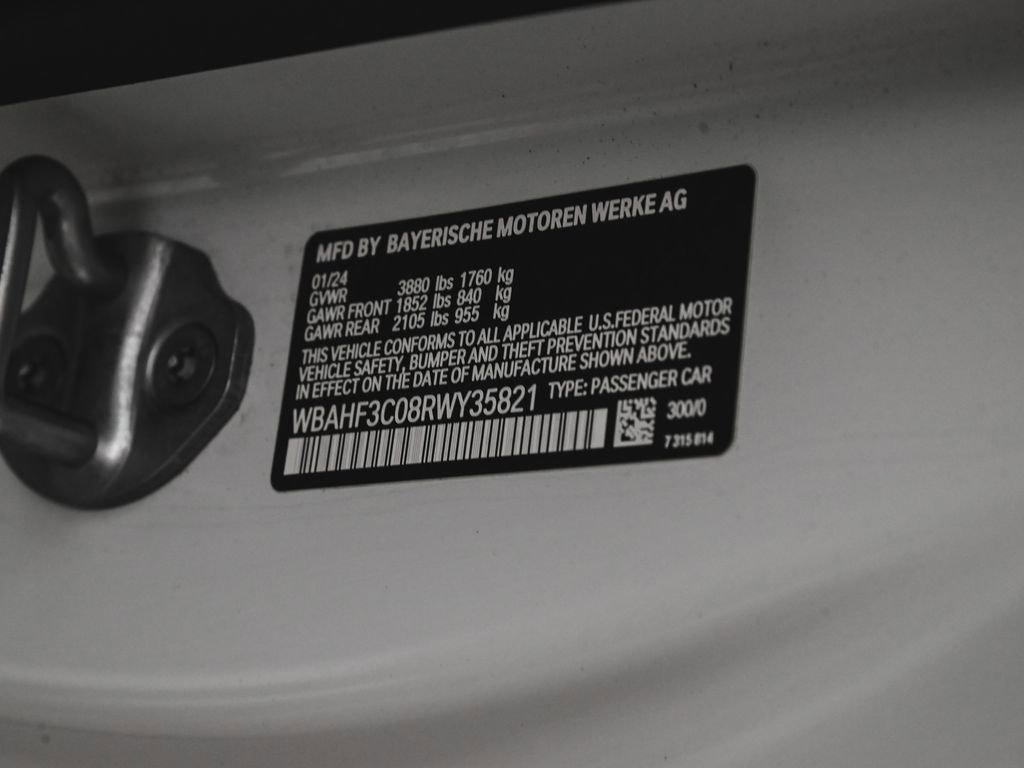 MFD BY BAYERISCHE MOTOREN WERKE AG
01/24
GVWR 3880 lbs 1760 kg
GAWR FRONT 1852 lbs 840 kg
GAWR REAR 2105 lbs 955 kg
THIS VEHICLE CONFORMS TO ALL APPLICABLE U.S.FEDERAL MOTOR
VEHICLE SAFETY, BUMPER AND THEFT PREVENTION STANDARDS
IN EFFECT ON THE DATE OF MANUFACTURE SHOWN ABOVE.
WBAHF3C08RWY35821 TYPE: PASSENGER CAR
300/0
7 315 814